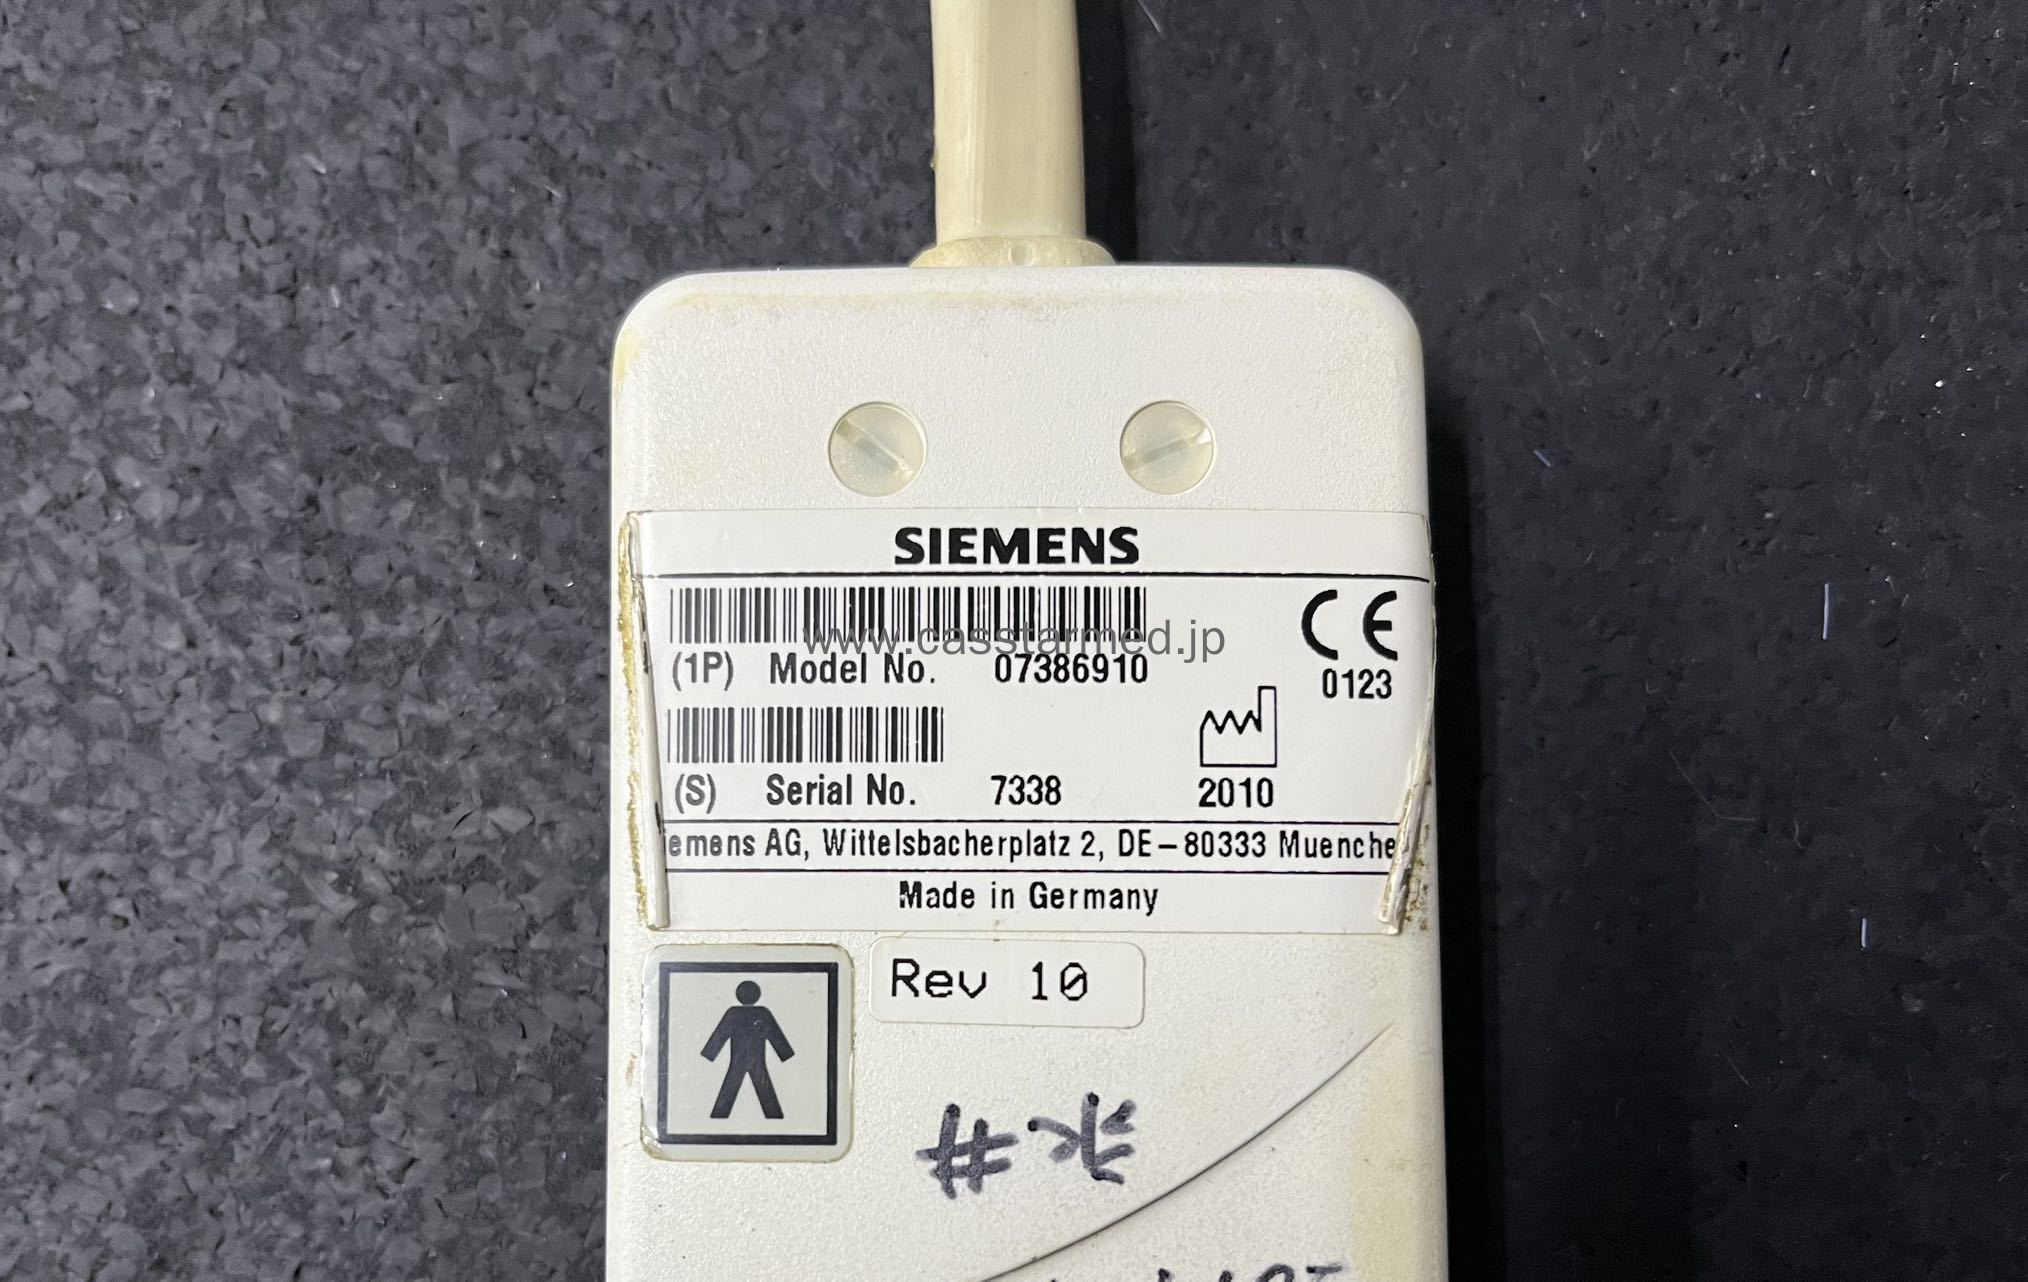 SIEMENS
www.casstarmed.jp
(1P) Model No. 07386910
CE
0123
(S) Serial No. 7338
2010
iemens AG, Wittelsbacherplatz 2, DE-80333 Muenche
Made in Germany
Rev 10